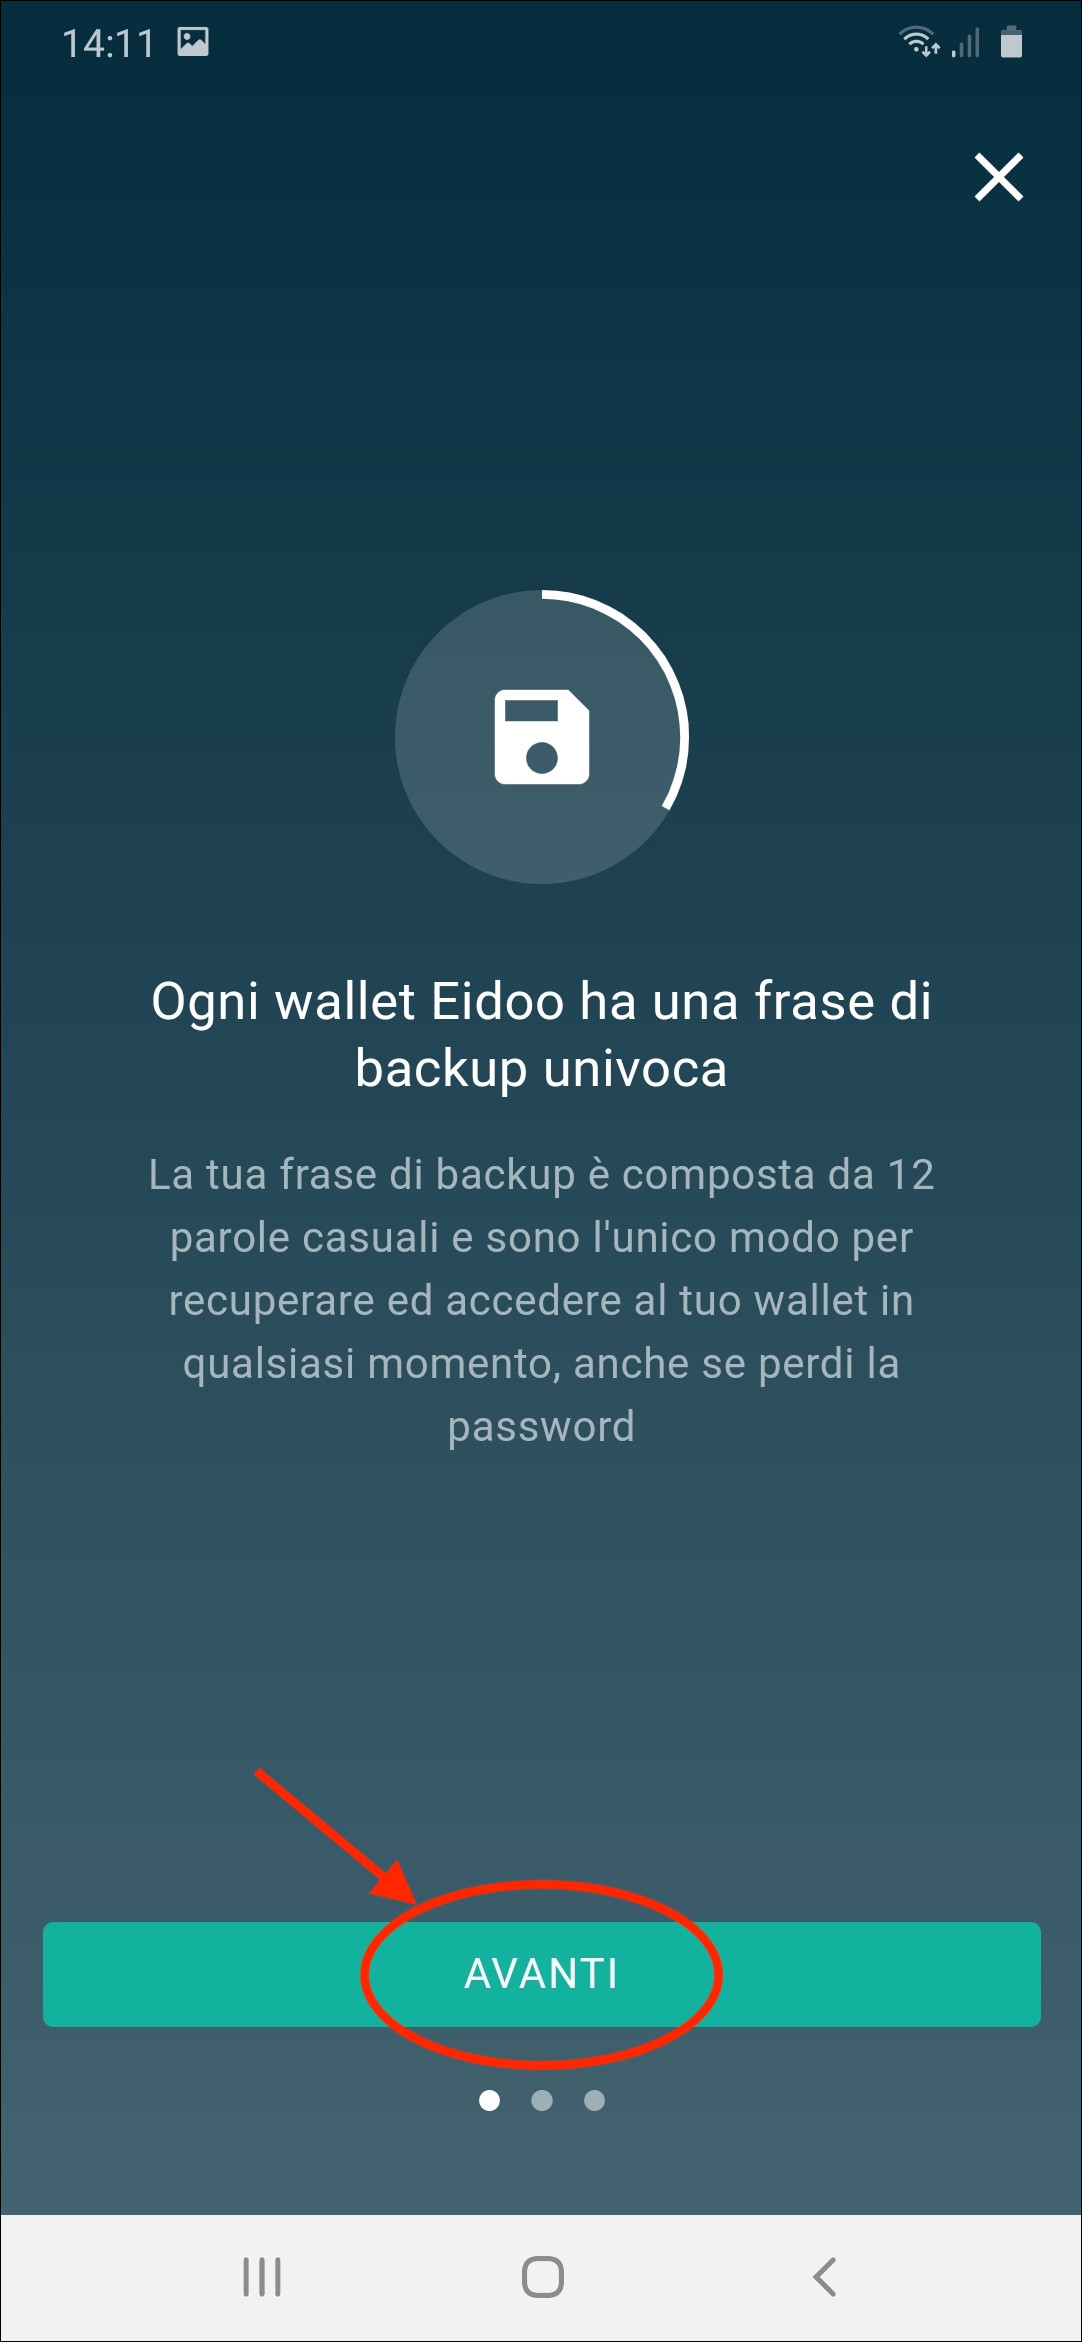 14:11
Ogni wallet Eidoo ha una frase di
backup univoca
La tua frase di backup è composta da 12
parole casuali e sono l'unico modo per
recuperare ed accedere al tuo wallet in
qualsiasi momento, anche se perdi la
password
AVANTI